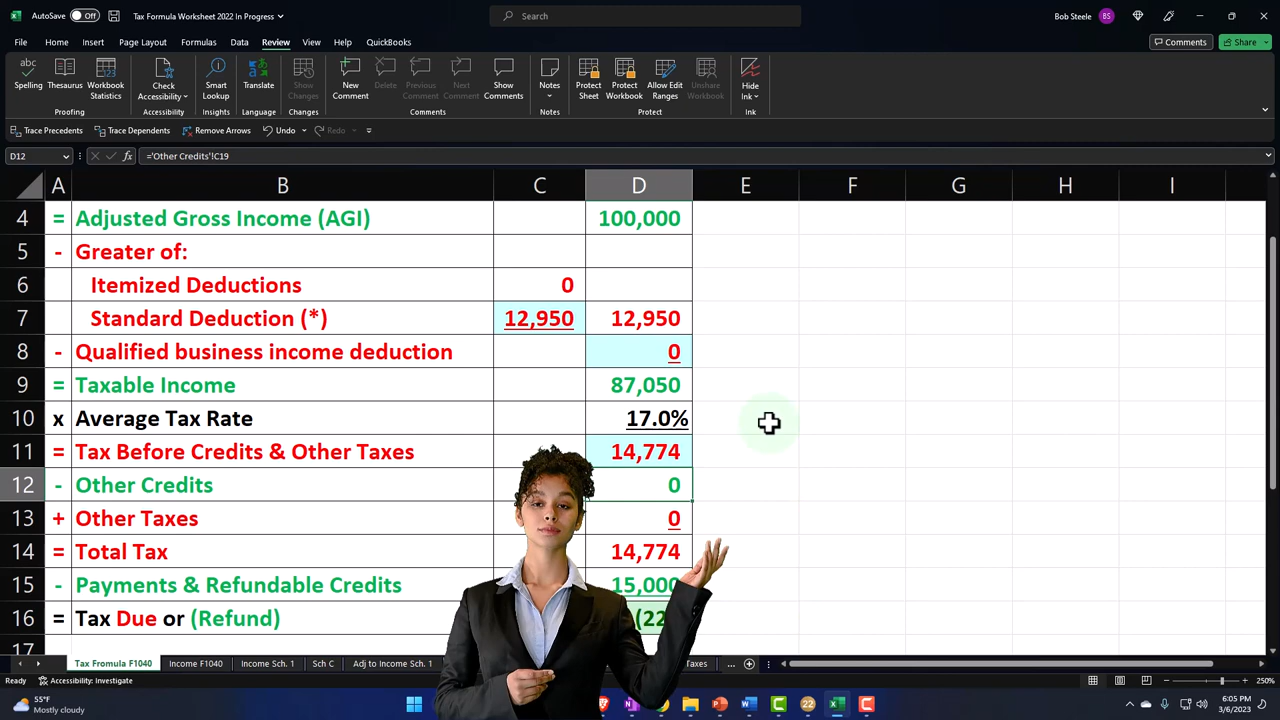 AutoSave Off Tax Formula Worksheet 2022 In Progress Search Bob Steele BS
File Home Insert Page Layout Formulas Data Review View Help QuickBooks Comments Share
Spelling Thesaurus Workbook Statistics Check Accessibility Smart Lookup Translate Show Changes New Comment Delete Previous Comment Next Comment Show Comments Notes Protect Sheet Protect Workbook Allow Edit Ranges Unshare Workbook Hide Ink
Proofing Accessibility Insights Language Changes Comments Notes Protect Ink
Trace Precedents Trace Dependents Remove Arrows Undo Redo
D12 fx ='Other Credits'!C19
A B C D E F G H I
4 = Adjusted Gross Income (AGI) 100,000
5 - Greater of:
6 Itemized Deductions 0
7 Standard Deduction (*) 12,950 12,950
8 - Qualified business income deduction 0
9 = Taxable Income 87,050
10 x Average Tax Rate 17.0%
11 = Tax Before Credits & Other Taxes 14,774
12 - Other Credits 0
13 + Other Taxes 0
14 = Total Tax 14,774
15 - Payments & Refundable Credits 15,000
16 = Tax Due or (Refund) (22
17
Tax Fromula F1040 Income F1040 Income Sch. 1 Sch C Adj to Income Sch. 1 Taxes ...
Ready Accessibility: Investigate 250%
55°F
Mostly cloudy
22
6:05 PM
3/6/2023